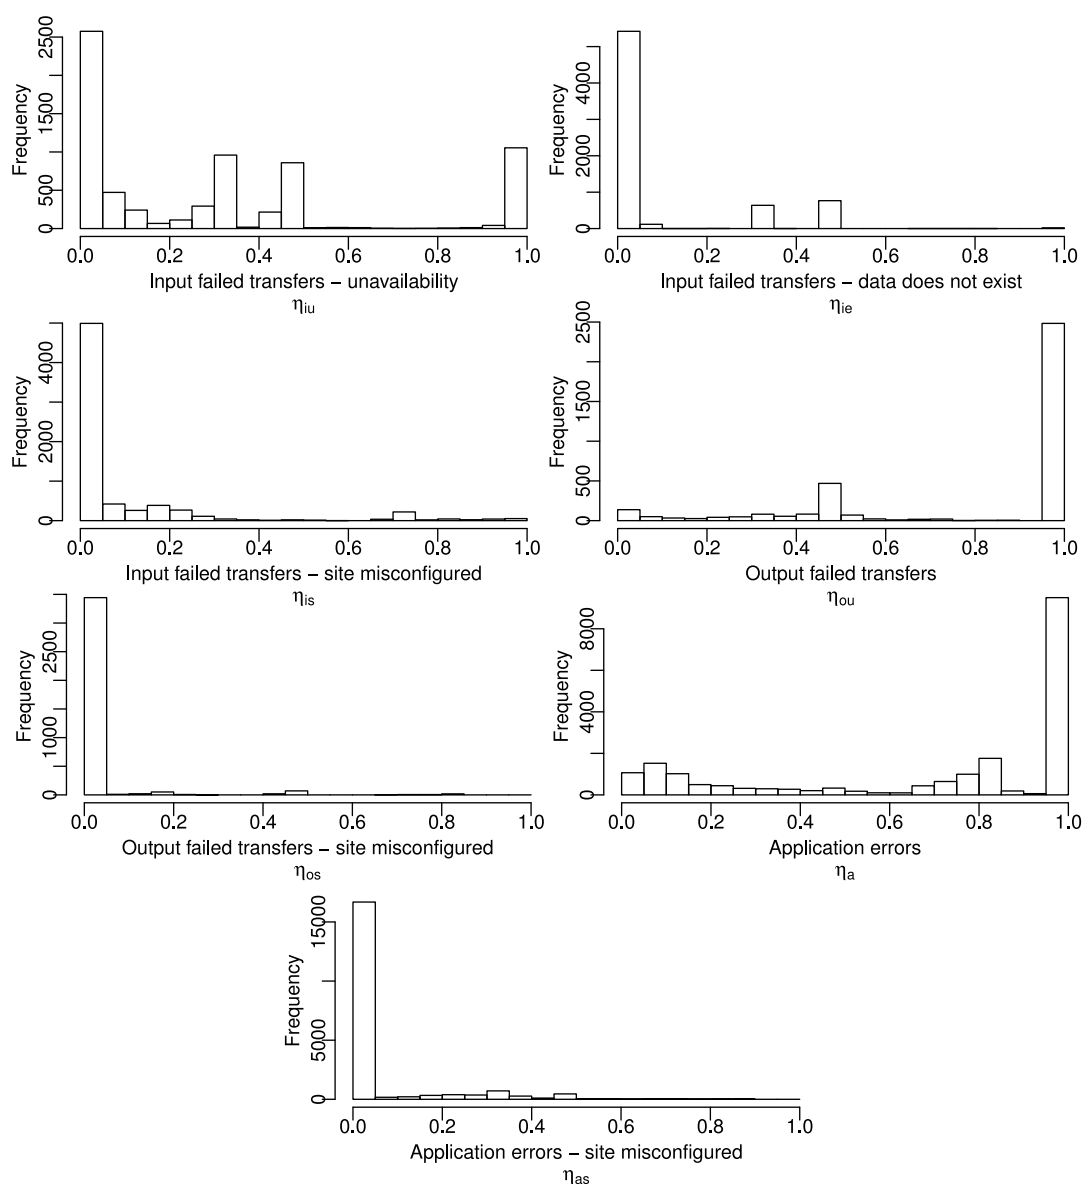 Frequency
0 500 1500 2500
0.0 0.2 0.4 0.6 0.8 1.0
Input failed transfers − unavailability
ηiu
Frequency
0 2000 4000
0.0 0.2 0.4 0.6 0.8 1.0
Input failed transfers − data does not exist
ηie
Frequency
0 2000 4000
0.0 0.2 0.4 0.6 0.8 1.0
Input failed transfers − site misconfigured
ηis
Frequency
0 500 1500 2500
0.0 0.2 0.4 0.6 0.8 1.0
Output failed transfers
ηou
Frequency
0 1000 2500
0.0 0.2 0.4 0.6 0.8 1.0
Output failed transfers − site misconfigured
ηos
Frequency
0 4000 8000
0.0 0.2 0.4 0.6 0.8 1.0
Application errors
ηa
Frequency
0 5000 15000
0.0 0.2 0.4 0.6 0.8 1.0
Application errors − site misconfigured
ηas